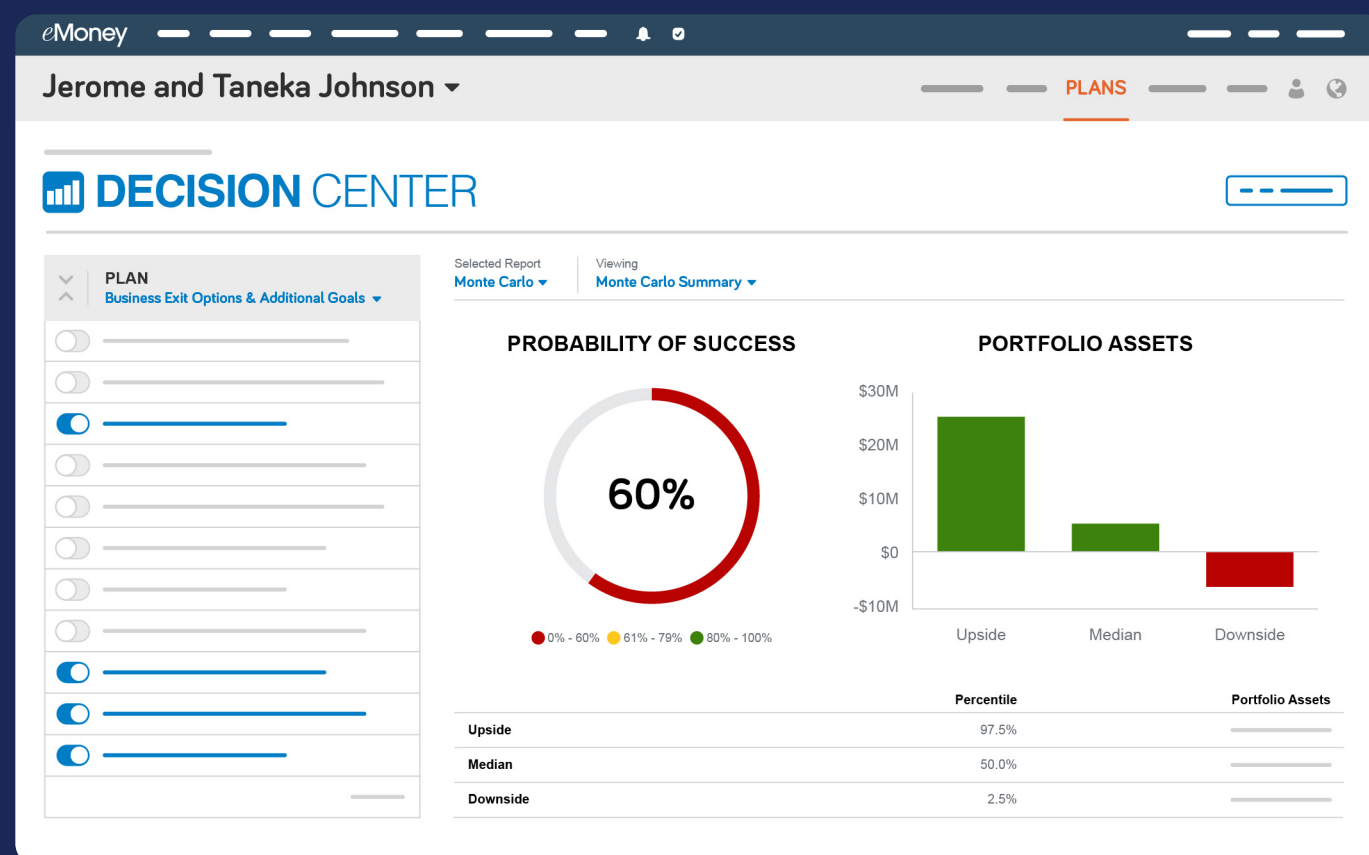 eMoney
Jerome and Taneka Johnson
PLANS
DECISION CENTER
PLAN
Business Exit Options & Additional Goals
Selected Report
Monte Carlo
Viewing
Monte Carlo Summary
PROBABILITY OF SUCCESS
60%
0% - 60% 61% - 79% 80% - 100%
PORTFOLIO ASSETS
$30M
$20M
$10M
$0
-$10M
Upside Median Downside
Percentile Portfolio Assets
Upside 97.5%
Median 50.0%
Downside 2.5%